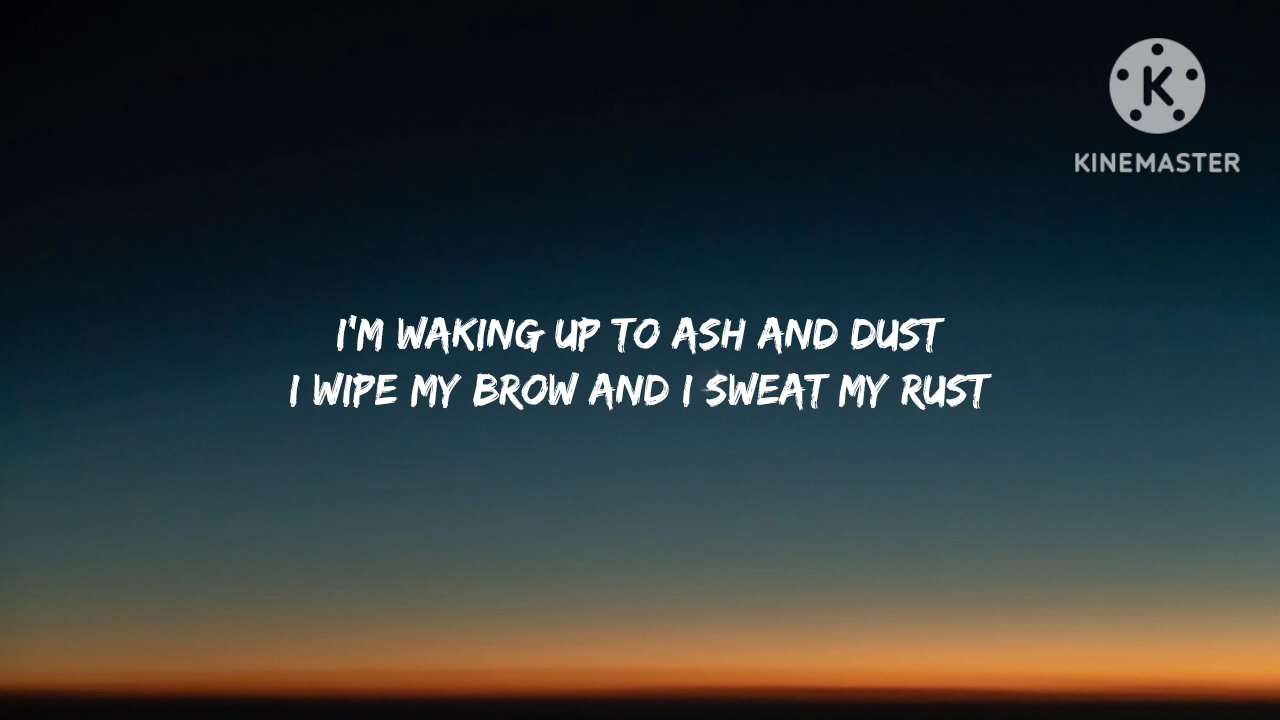 K
KINEMASTER
I'M WAKING UP TO ASH AND DUST
I WIPE MY BROW AND I SWEAT MY RUST